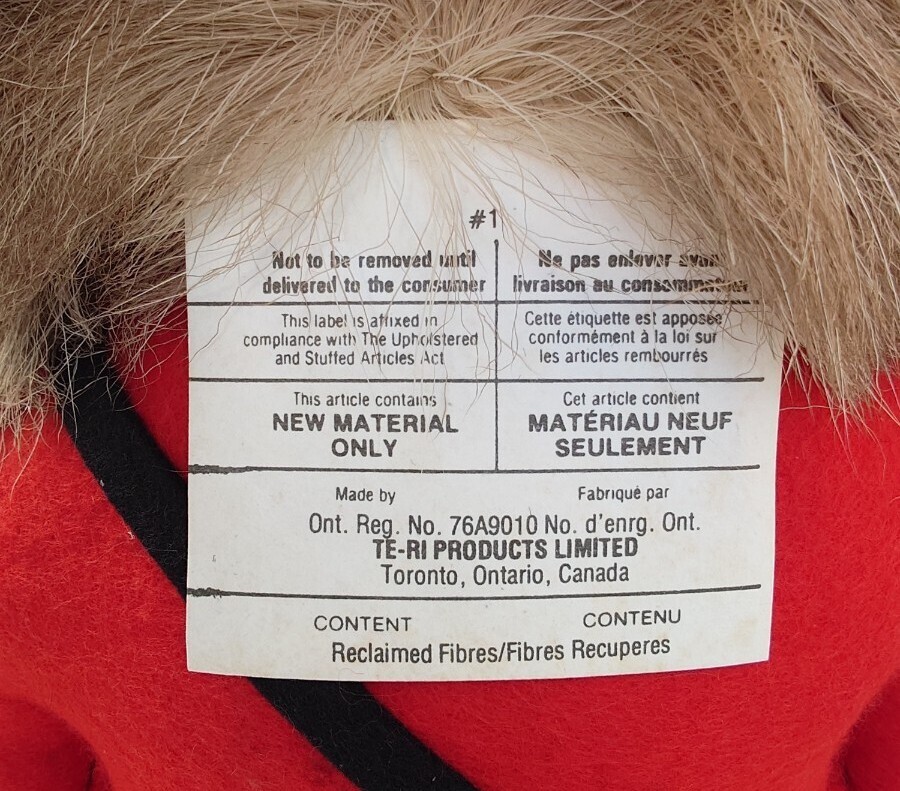 #1
Not to be removed until
delivered to the consumer
Ne pas enlever avant
livraison au consommateur
This label is affixed in
compliance with The Upholstered
and Stuffed Articles Act
Cette étiquette est apposée
conformément à la loi sur
les articles rembourrés
This article contains
NEW MATERIAL
ONLY
Cet article contient
MATÉRIAU NEUF
SEULEMENT
Made by
Fabriqué par
Ont. Reg. No. 76A9010 No. d'enrg. Ont.
TE-RI PRODUCTS LIMITED
Toronto, Ontario, Canada
CONTENT
CONTENU
Reclaimed Fibres/Fibres Recuperes